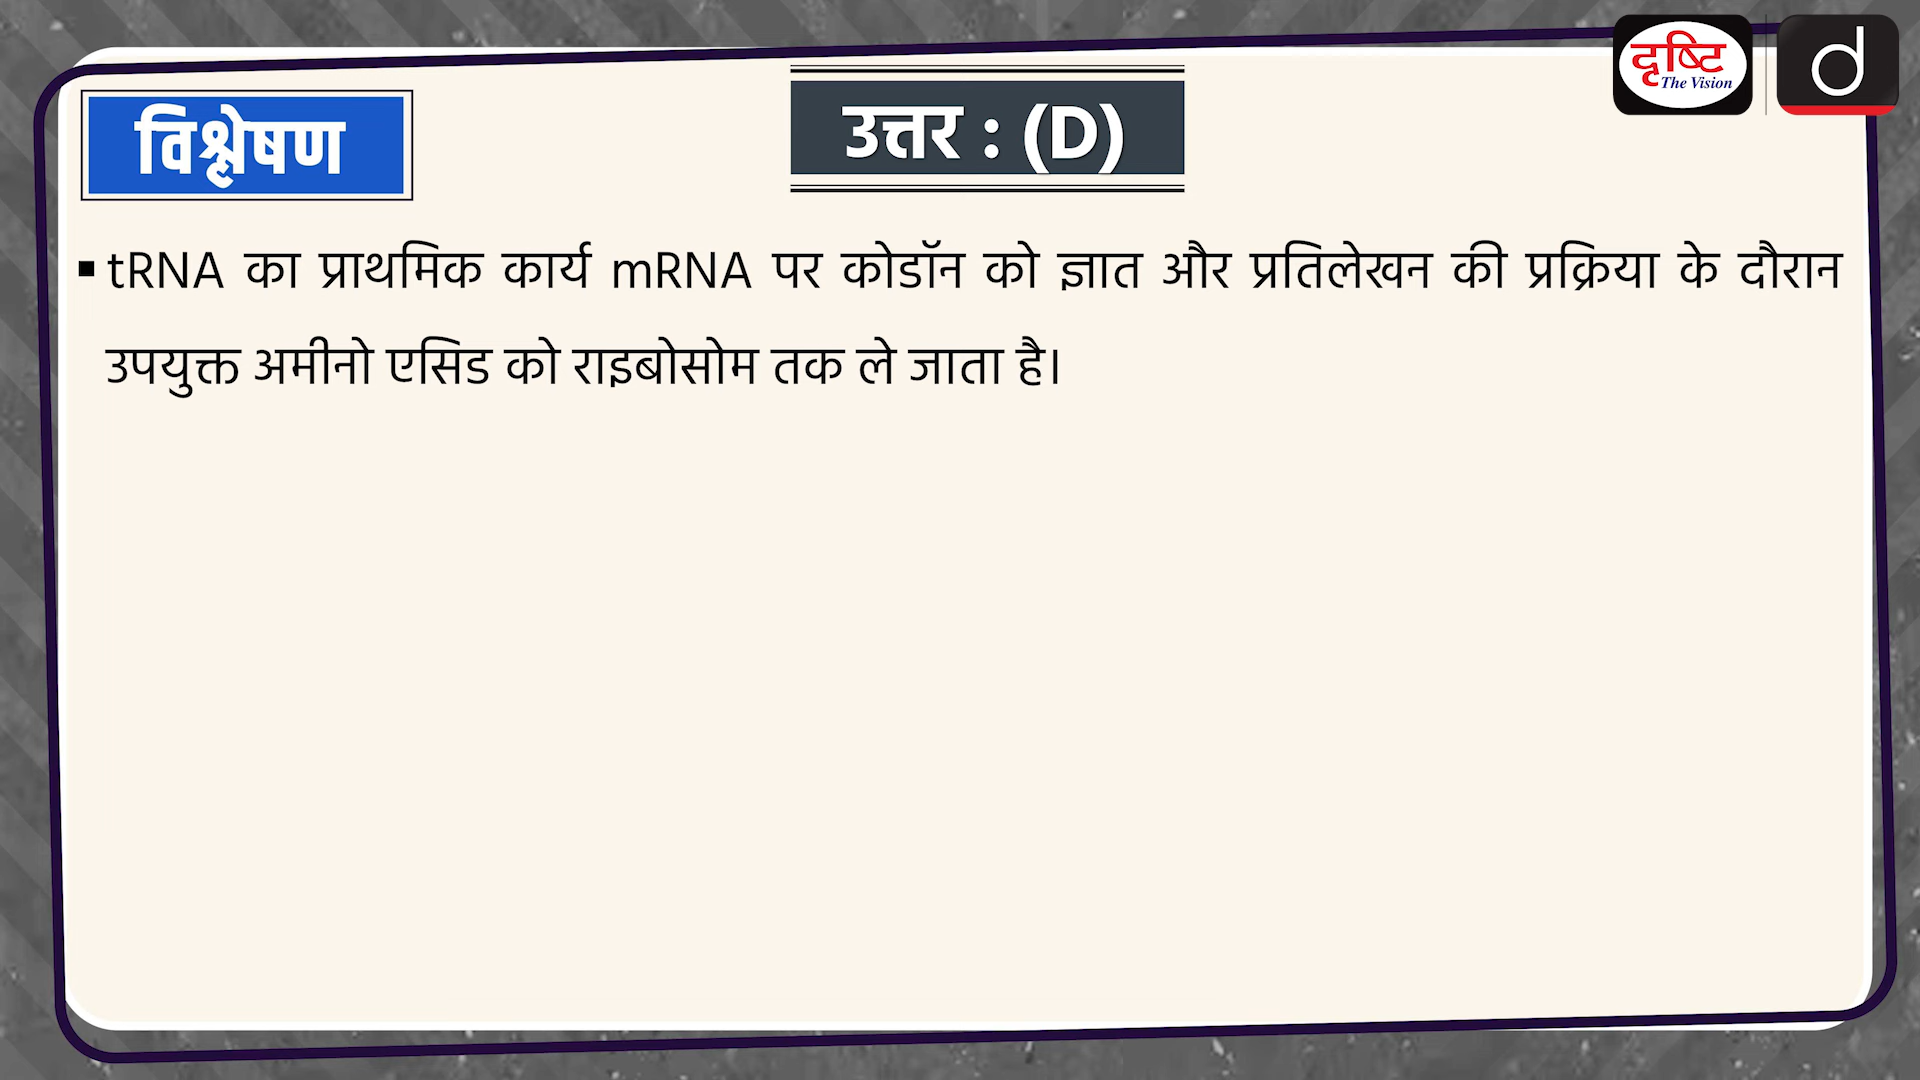 दृष्टि
The Vision
d
विश्लेषण
उत्तर : (D)
▪ tRNA का प्राथमिक कार्य mRNA पर कोडॉन को ज्ञात और प्रतिलेखन की प्रक्रिया के दौरान
उपयुक्त अमीनो एसिड को राइबोसोम तक ले जाता है।